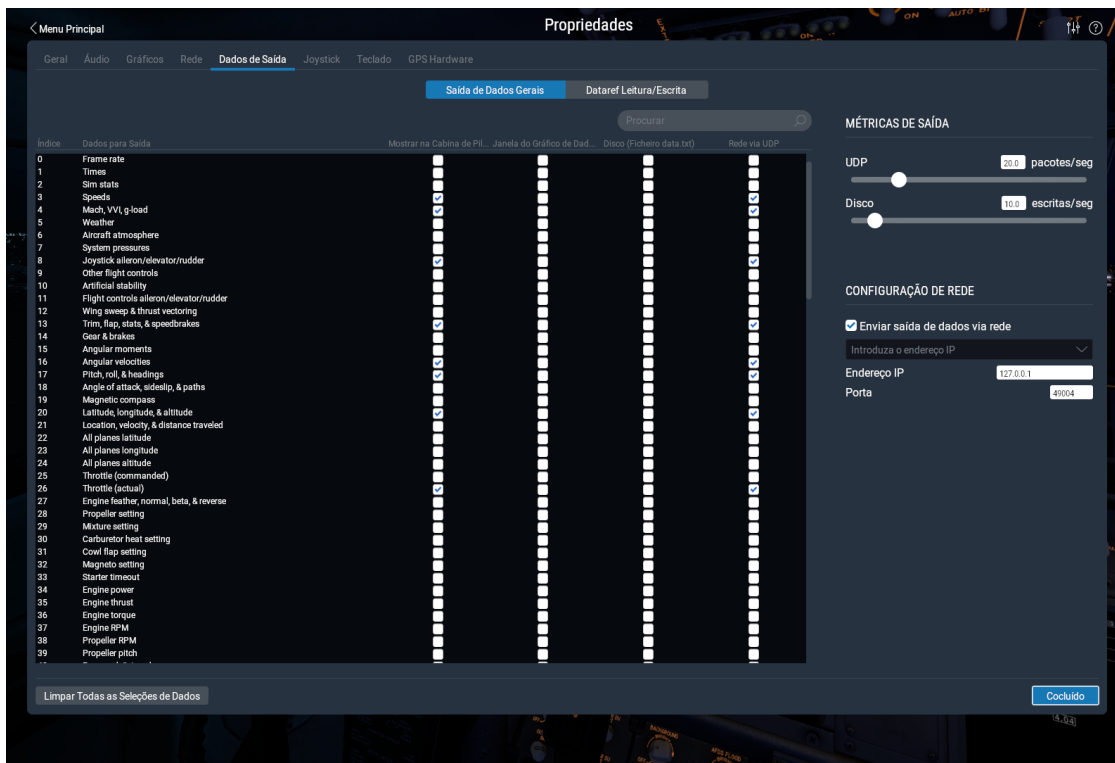 Menu Principal
Propriedades
Geral Áudio Gráficos Rede Dados de Saída Joystick Teclado GPS Hardware
Saída de Dados Gerais Dataref Leitura/Escrita
Procurar
Índice Dados para Saída Mostrar na Cabina de Pil... Janela do Gráfico de Dad... Disco (Ficheiro data.txt) Rede via UDP
0 Frame rate
1 Times
2 Sim stats
3 Speeds
4 Mach, VVI, g-load
5 Weather
6 Aircraft atmosphere
7 System pressures
8 Joystick aileron/elevator/rudder
9 Other flight controls
10 Artificial stability
11 Flight controls aileron/elevator/rudder
12 Wing sweep & thrust vectoring
13 Trim, flap, stats, & speedbrakes
14 Gear & brakes
15 Angular moments
16 Angular velocities
17 Pitch, roll, & headings
18 Angle of attack, sideslip, & paths
19 Magnetic compass
20 Latitude, longitude, & altitude
21 Location, velocity, & distance traveled
22 All planes latitude
23 All planes longitude
24 All planes altitude
25 Throttle (commanded)
26 Throttle (actual)
27 Engine feather, normal, beta, & reverse
28 Propeller setting
29 Mixture setting
30 Carburetor heat setting
31 Cowl flap setting
32 Magneto setting
33 Starter timeout
34 Engine power
35 Engine thrust
36 Engine torque
37 Engine RPM
38 Propeller RPM
39 Propeller pitch
MÉTRICAS DE SAÍDA
UDP 20.0 pacotes/seg
Disco 10.0 escritas/seg
CONFIGURAÇÃO DE REDE
Enviar saída de dados via rede
Introduza o endereço IP
Endereço IP 127.0.0.1
Porta 49004
Limpar Todas as Seleções de Dados
Cocluído